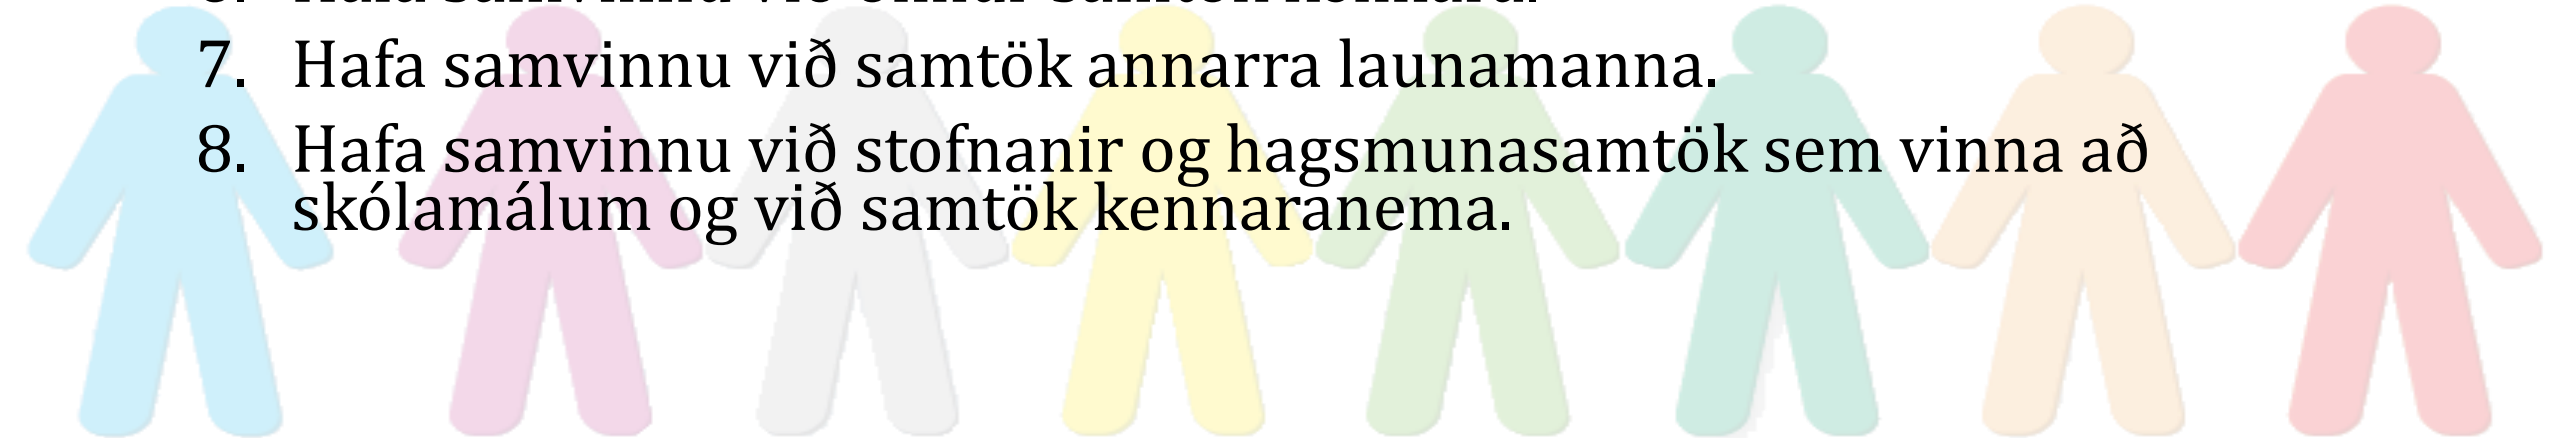 7. Hafa samvinnu við samtök annarra launamanna.
8. Hafa samvinnu við stofnanir og hagsmunasamtök sem vinna að
skólamálum og við samtök kennaranema.